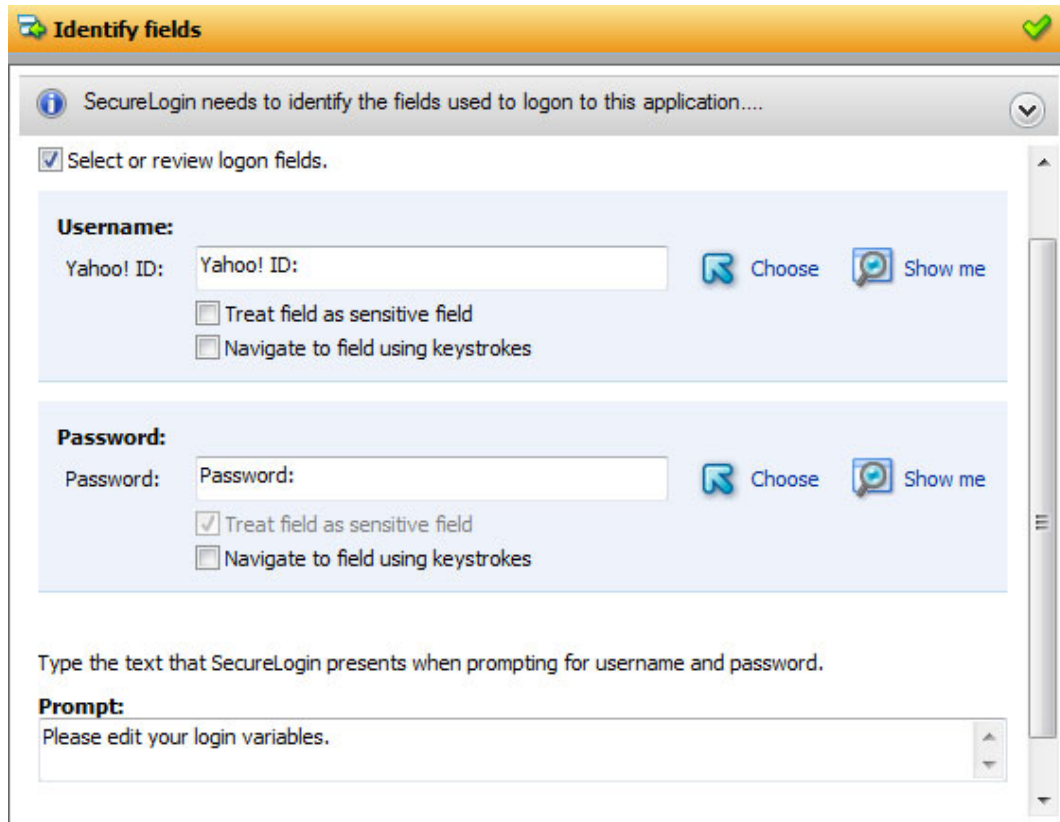 Identify fields
SecureLogin needs to identify the fields used to logon to this application....
Select or review logon fields.
Username:
Yahoo! ID: Yahoo! ID: Choose Show me
Treat field as sensitive field
Navigate to field using keystrokes
Password:
Password: Password: Choose Show me
Treat field as sensitive field
Navigate to field using keystrokes
Type the text that SecureLogin presents when prompting for username and password.
Prompt:
Please edit your login variables.